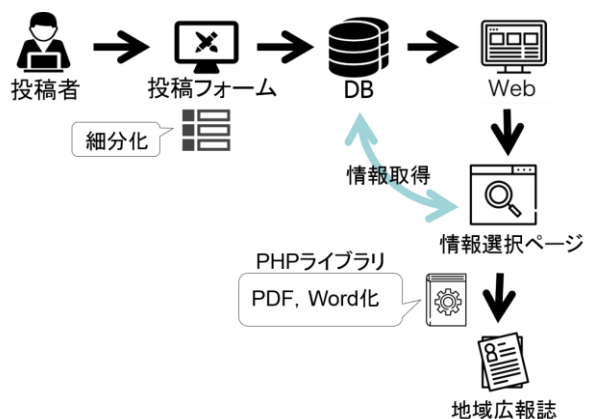 投稿者
投稿フォーム
DB
Web
細分化
情報取得
情報選択ページ
PHPライブラリ
PDF，Word化
地域広報誌